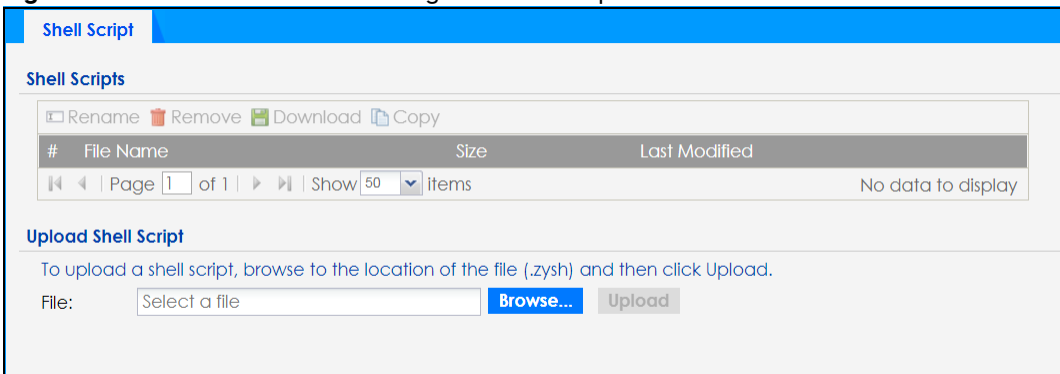 Shell Script
Shell Scripts
Rename Remove Download Copy
# File Name Size Last Modified
Page 1 of 1 Show 50 items No data to display
Upload Shell Script
To upload a shell script, browse to the location of the file (.zysh) and then click Upload.
File: Select a file Browse... Upload